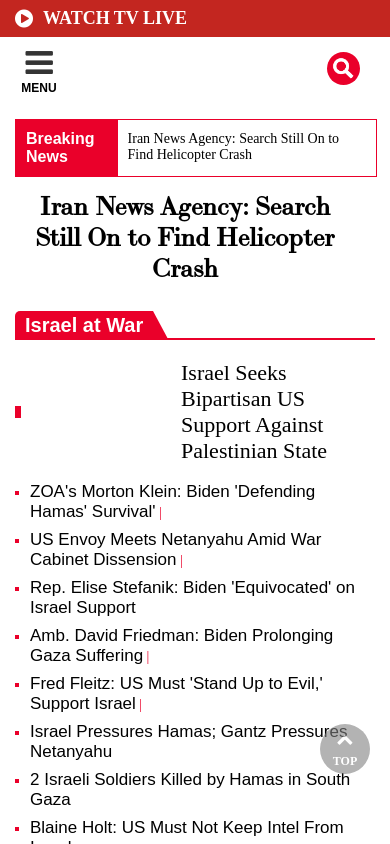 WATCH TV LIVE
MENU
Breaking
News
Iran News Agency: Search Still On to
Find Helicopter Crash
Iran News Agency: Search
Still On to Find Helicopter
Crash
Israel at War
Israel Seeks
Bipartisan US
Support Against
Palestinian State
ZOA's Morton Klein: Biden 'Defending
Hamas' Survival' |
US Envoy Meets Netanyahu Amid War
Cabinet Dissension |
Rep. Elise Stefanik: Biden 'Equivocated' on
Israel Support
Amb. David Friedman: Biden Prolonging
Gaza Suffering |
Fred Fleitz: US Must 'Stand Up to Evil,'
Support Israel |
Israel Pressures Hamas; Gantz Pressures
Netanyahu
TOP
2 Israeli Soldiers Killed by Hamas in South
Gaza
Blaine Holt: US Must Not Keep Intel From